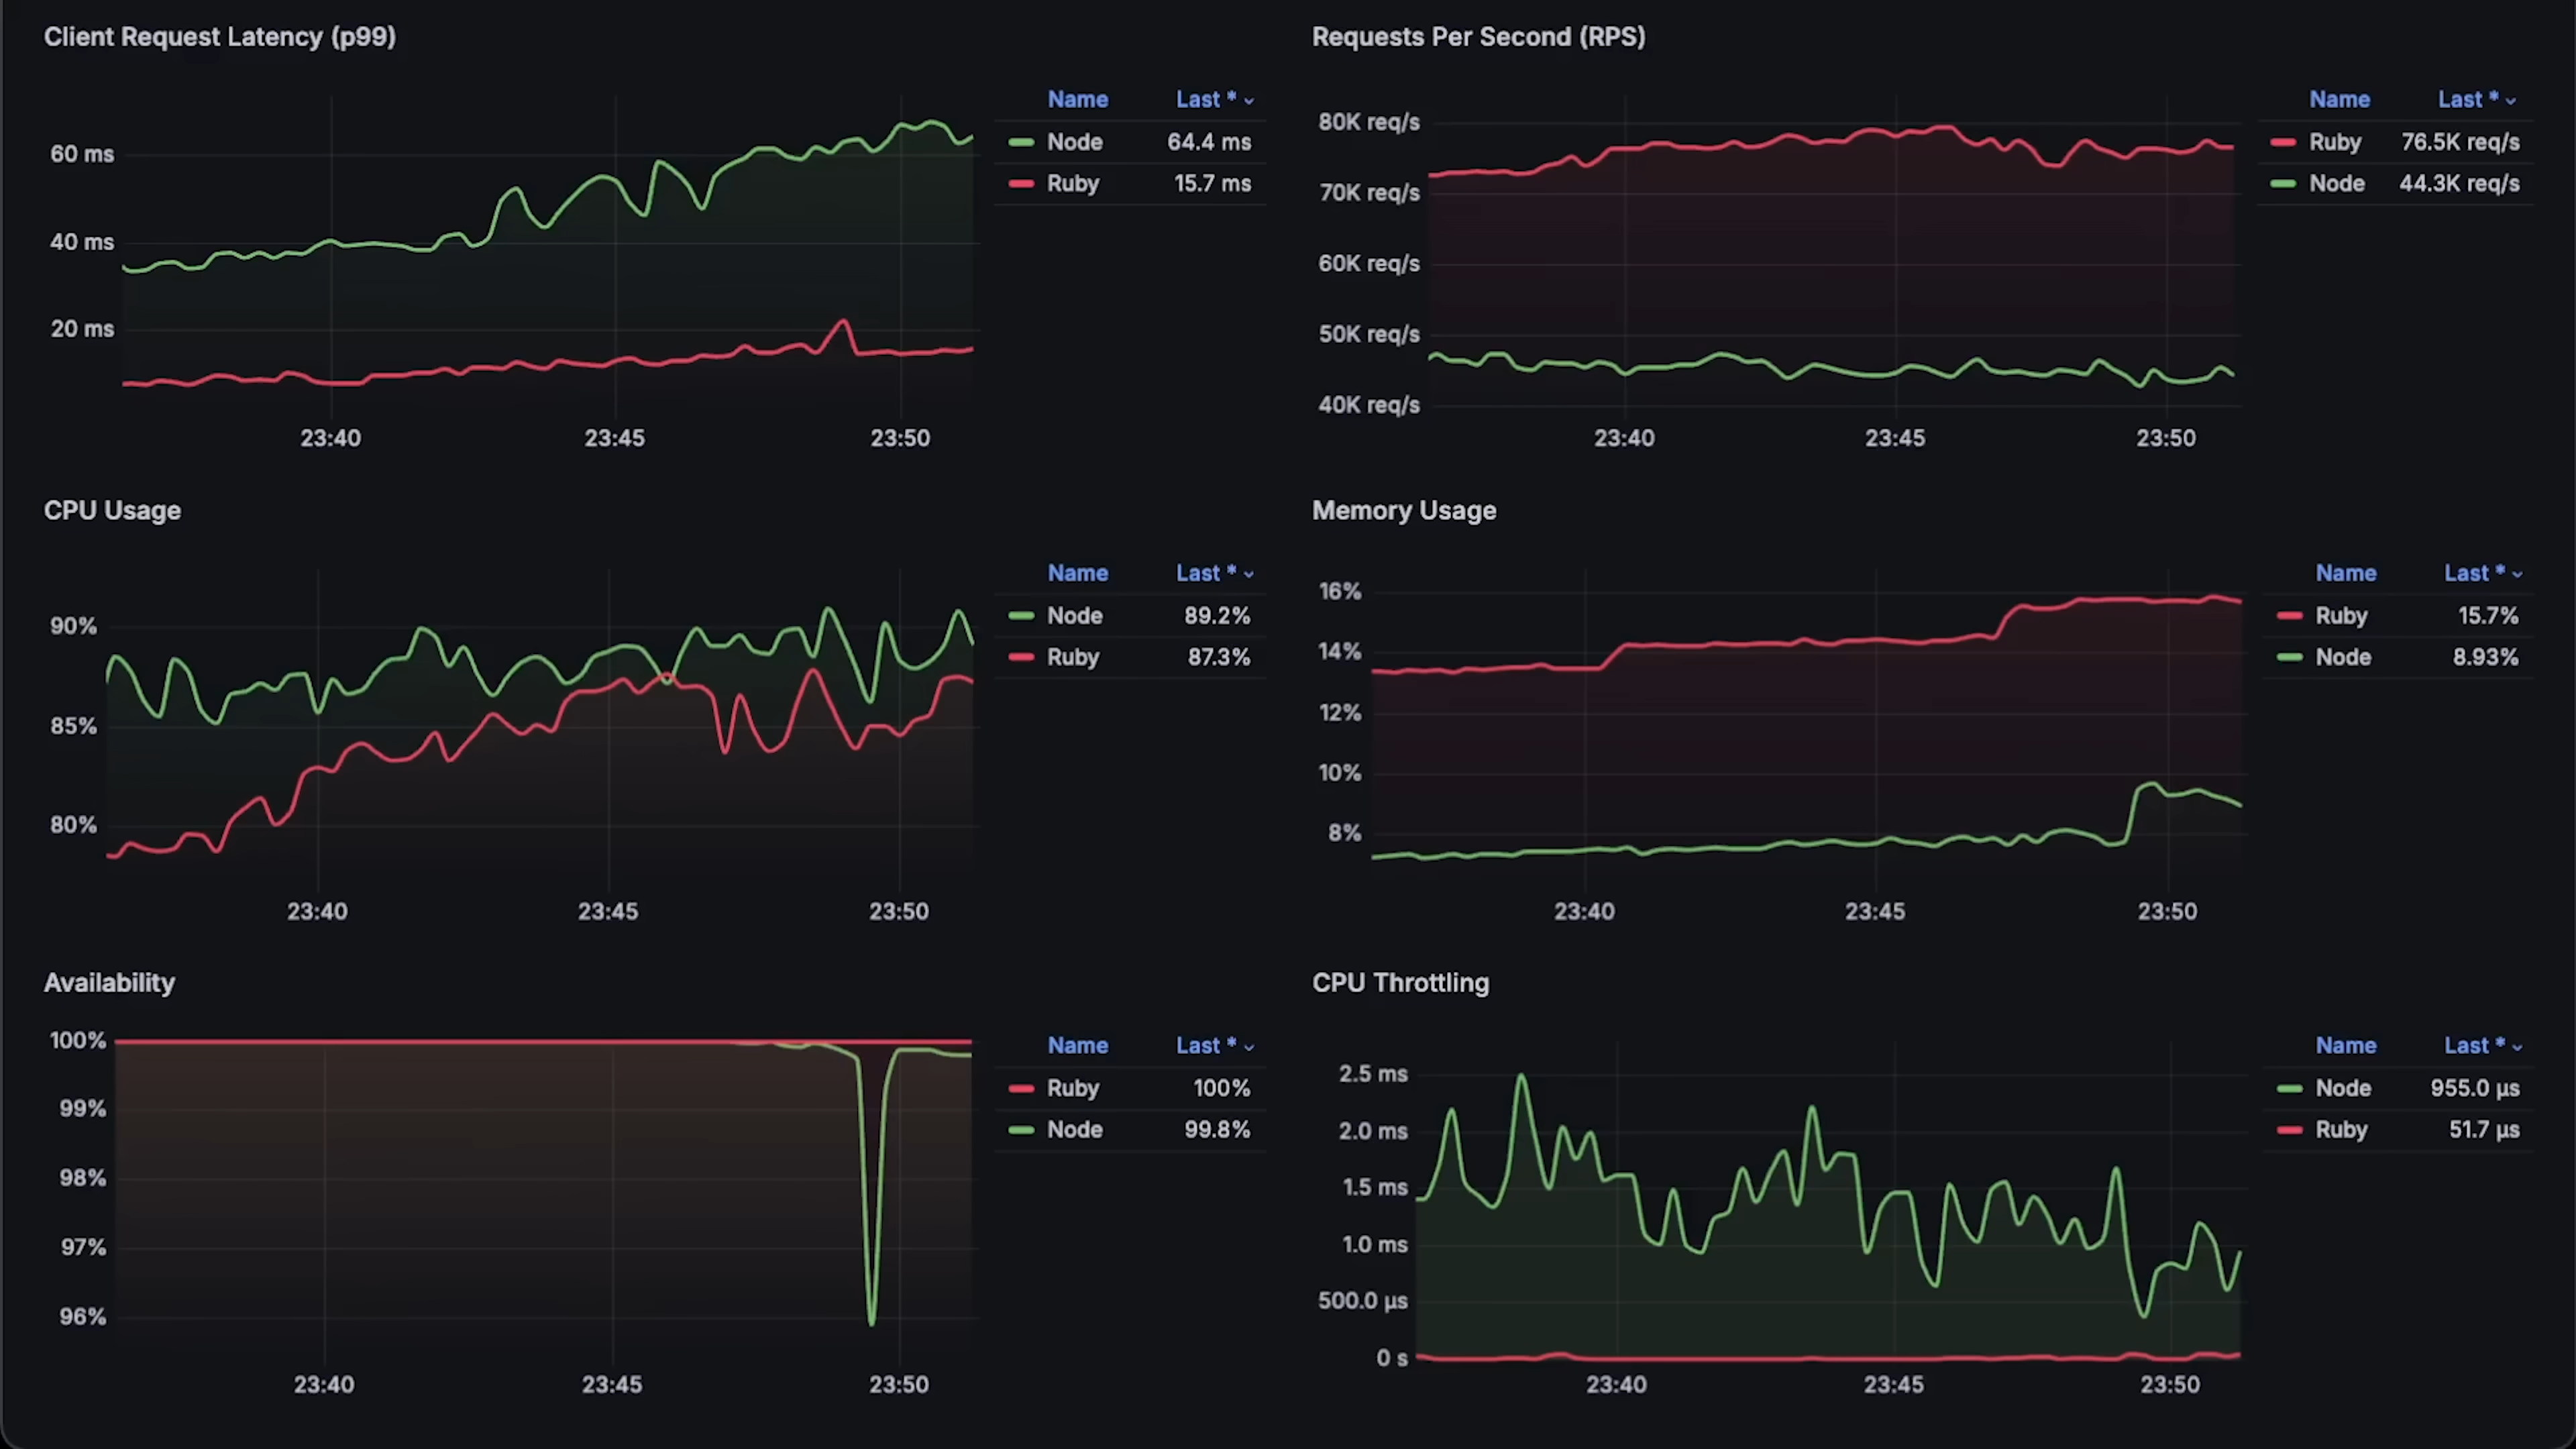 Client Request Latency (p99)
60 ms
40 ms
20 ms
23:40 23:45 23:50
Name Last *
Node 64.4 ms
Ruby 15.7 ms
Requests Per Second (RPS)
80K req/s
70K req/s
60K req/s
50K req/s
40K req/s
23:40 23:45 23:50
Name Last *
Ruby 76.5K req/s
Node 44.3K req/s
CPU Usage
90%
85%
80%
23:40 23:45 23:50
Name Last *
Node 89.2%
Ruby 87.3%
Memory Usage
16%
14%
12%
10%
8%
23:40 23:45 23:50
Name Last *
Ruby 15.7%
Node 8.93%
Availability
100%
99%
98%
97%
96%
23:40 23:45 23:50
Name Last *
Ruby 100%
Node 99.8%
CPU Throttling
2.5 ms
2.0 ms
1.5 ms
1.0 ms
500.0 µs
0 s
23:40 23:45 23:50
Name Last *
Node 955.0 µs
Ruby 51.7 µs